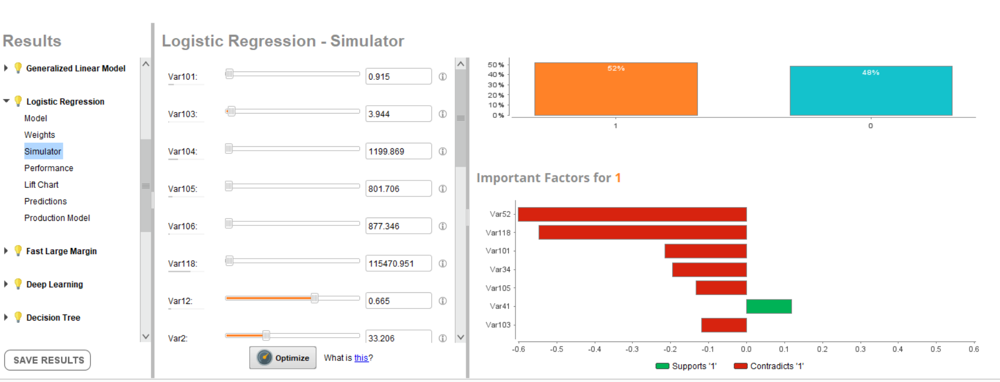 Results
Generalized Linear Model
Logistic Regression
Model
Weights
Simulator
Performance
Lift Chart
Predictions
Production Model
Fast Large Margin
Deep Learning
Decision Tree
SAVE RESULTS
Logistic Regression - Simulator
Var101: 0.915
Var103: 3.944
Var104: 1199.869
Var105: 801.706
Var106: 877.346
Var118: 115470.951
Var12: 0.665
Var2: 33.206
Optimize What is this?
50%
40%
30%
20%
10%
0%
52%
48%
1 0
Important Factors for 1
Var52
Var118
Var101
Var34
Var105
Var41
Var103
-0.6 -0.5 -0.4 -0.3 -0.2 -0.1 0.0 0.1 0.2 0.3 0.4 0.5 0.6
Supports '1' Contradicts '1'